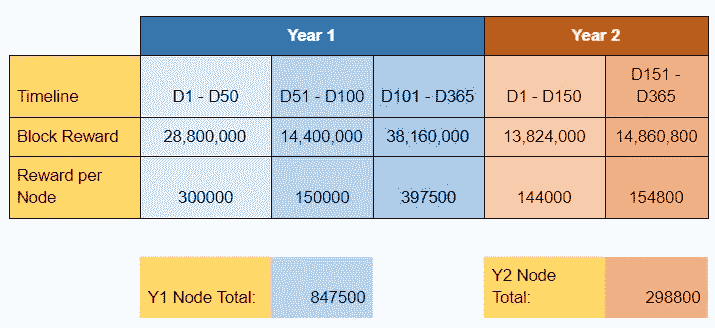 Year 1 Year 2
Timeline D1 - D50 D51 - D100 D101 - D365 D1 - D150 D151 - D365
Block Reward 28,800,000 14,400,000 38,160,000 13,824,000 14,860,800
Reward per Node 300000 150000 397500 144000 154800
Y1 Node Total: 847500 Y2 Node Total: 298800